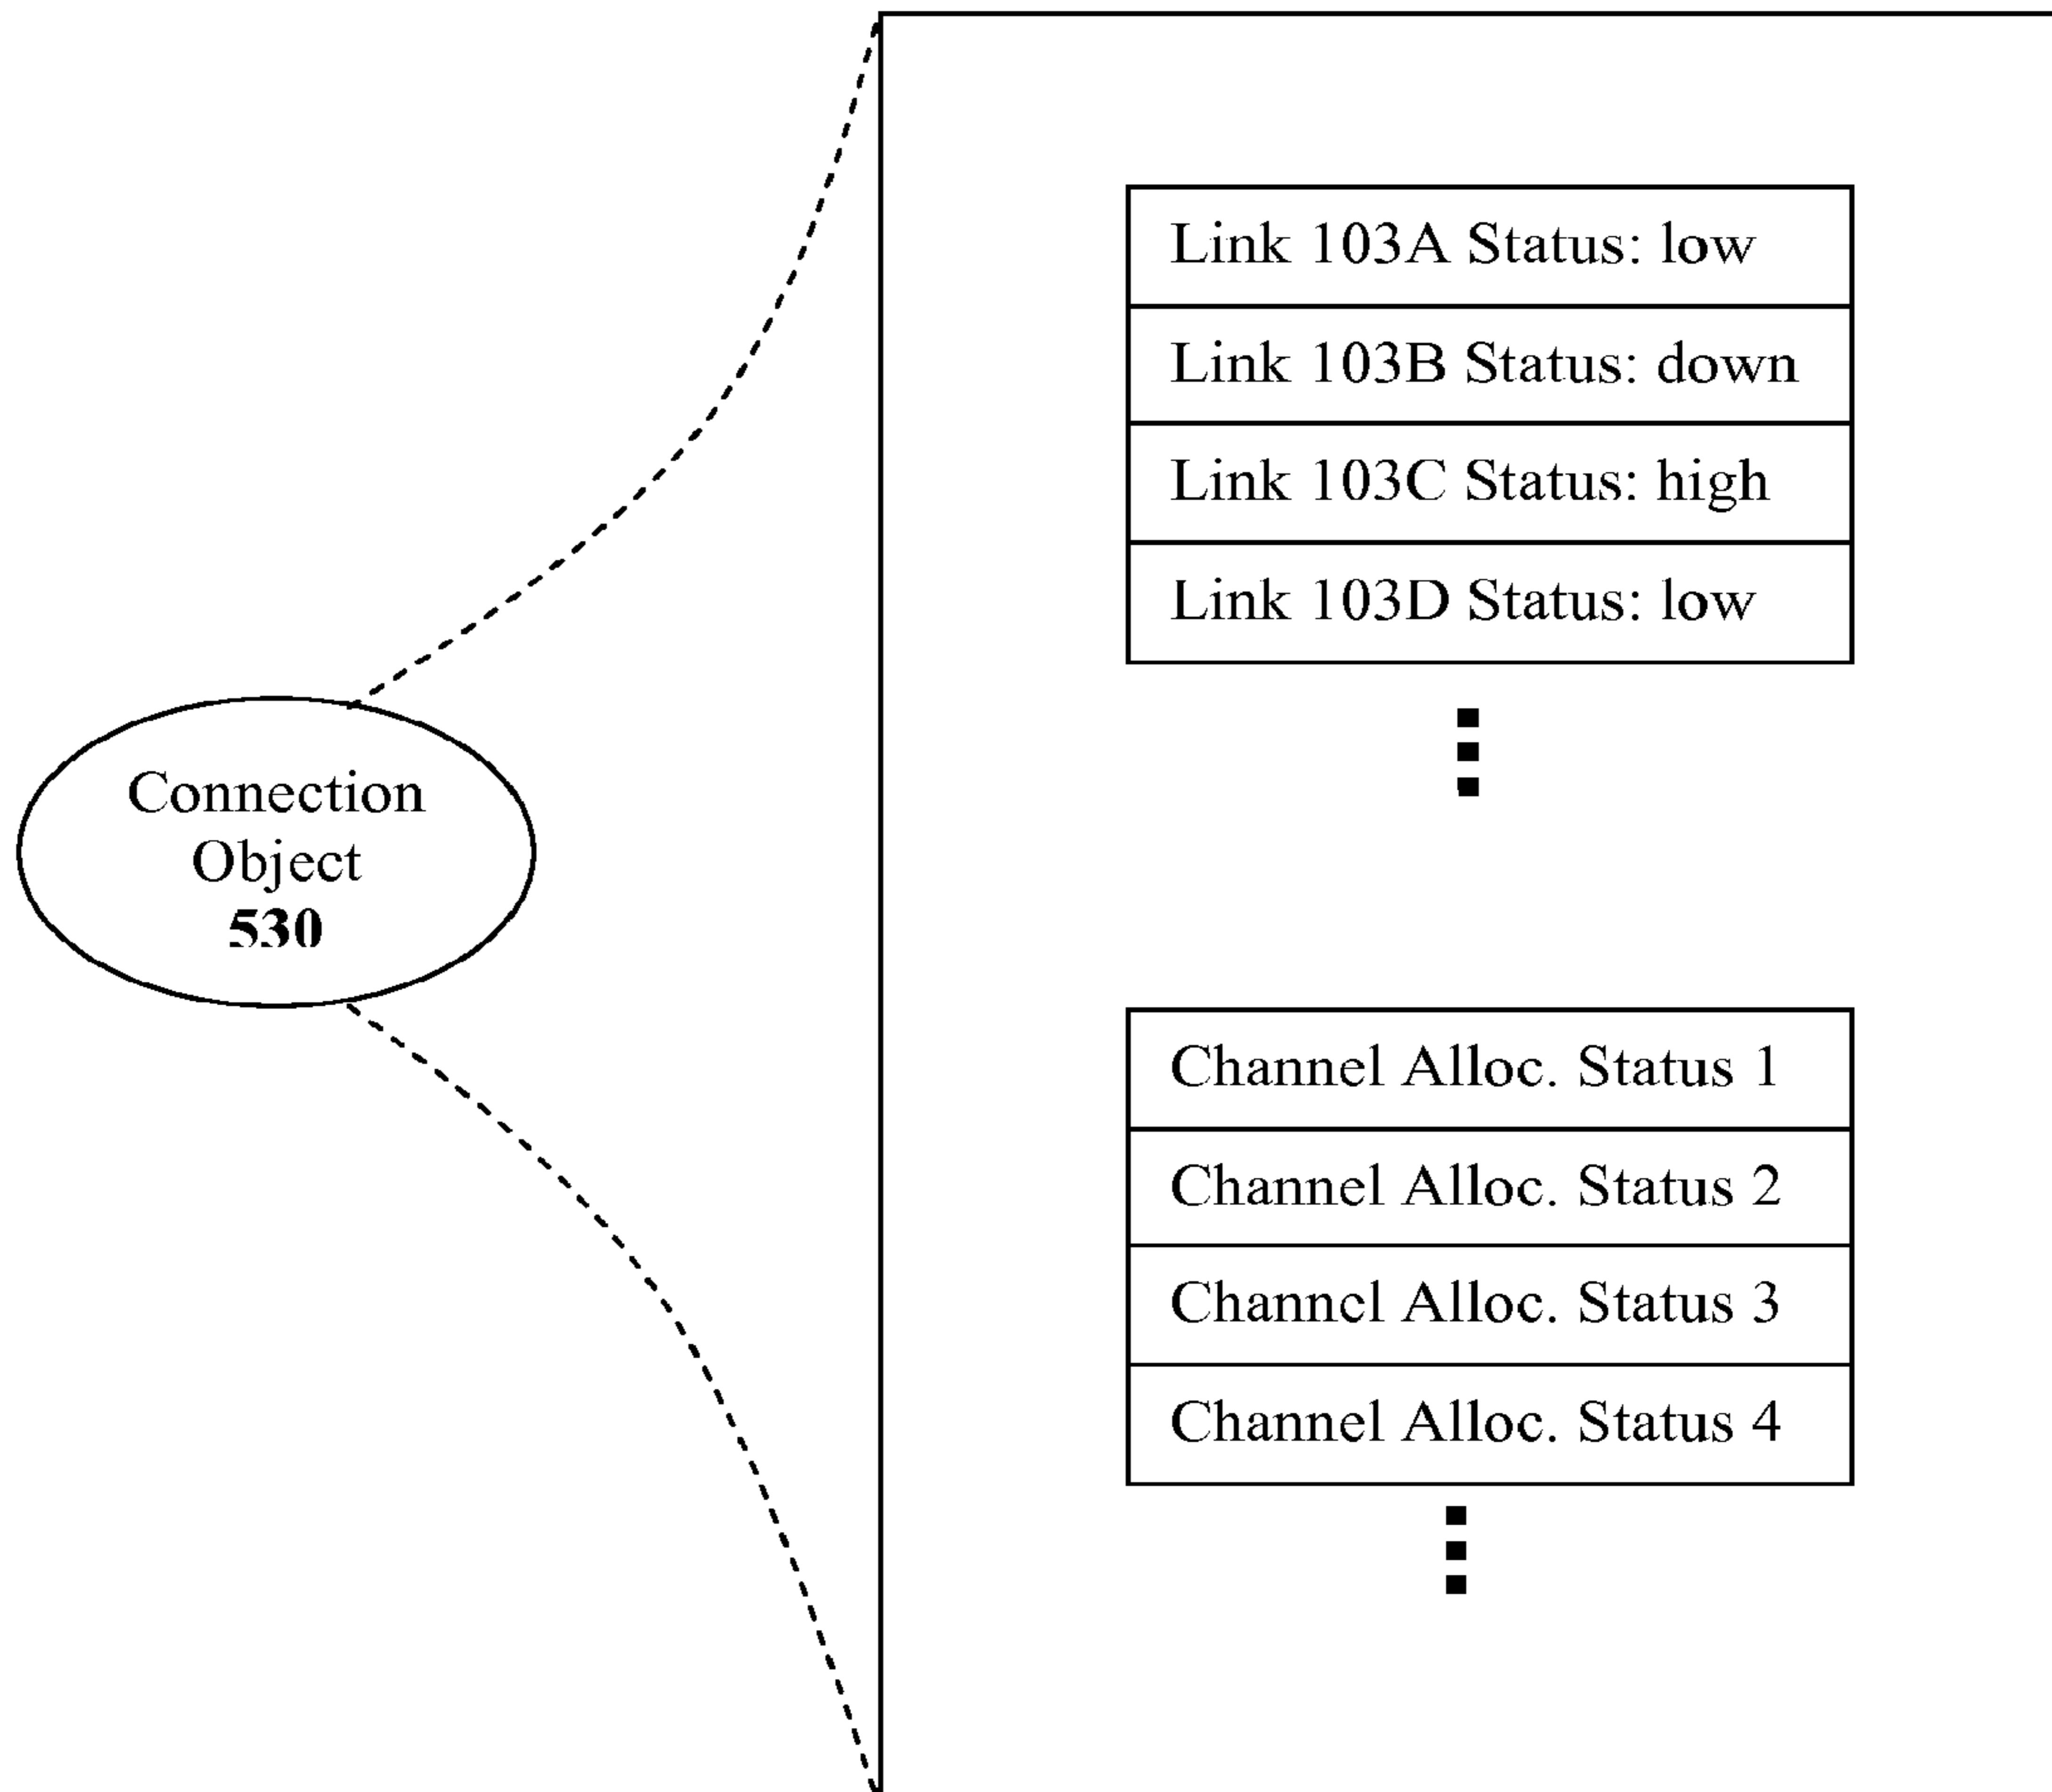 Link 103A Status: low
Link 103B Status: down
Link 103C Status: high
Link 103D Status: low
Connection
Object
530
Channel Alloc. Status 1
Channel Alloc. Status 2
Channel Alloc. Status 3
Channel Alloc. Status 4